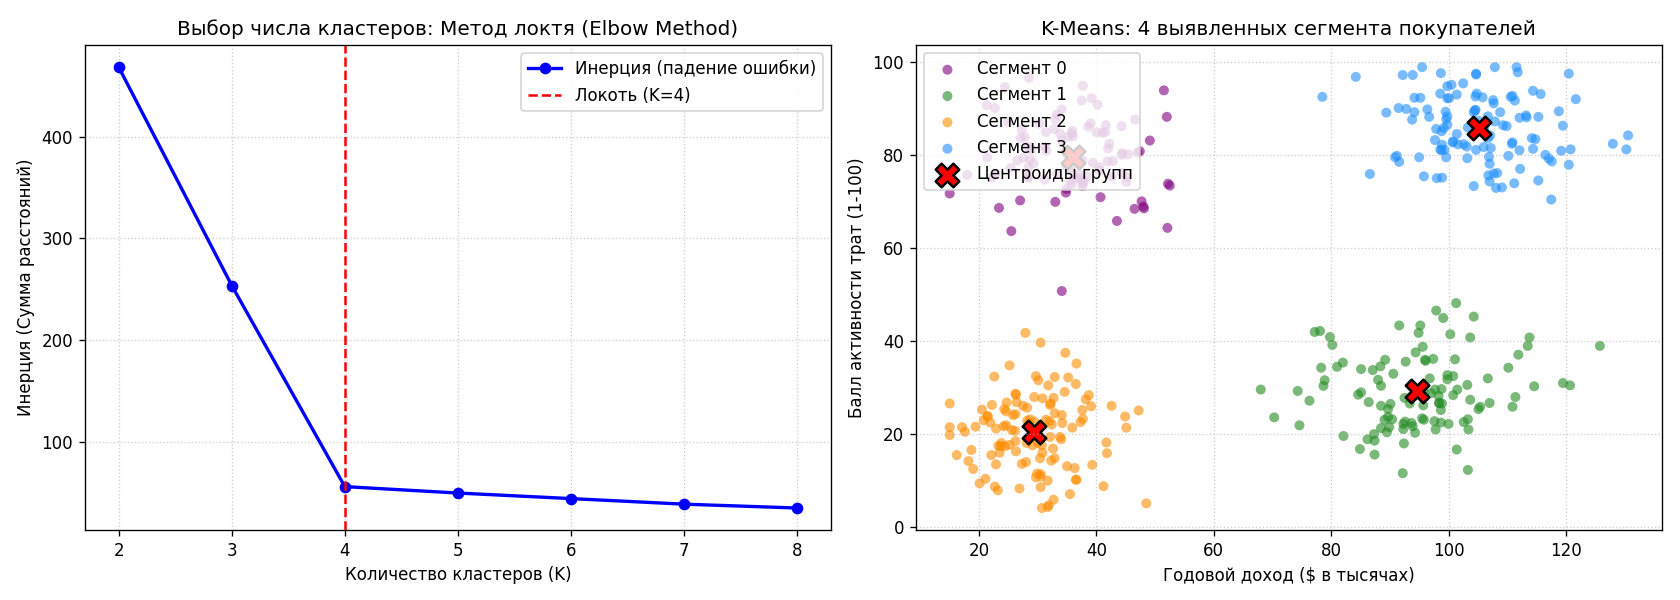 Выбор числа кластеров: Метод локтя (Elbow Method)
Инерция (Сумма расстояний)
400
300
200
100
Инерция (падение ошибки)
Локоть (K=4)
2 3 4 5 6 7 8
Количество кластеров (K)
K-Means: 4 выявленных сегмента покупателей
Балл активности трат (1-100)
100
80
60
40
20
0
Сегмент 0
Сегмент 1
Сегмент 2
Сегмент 3
Центроиды групп
20 40 60 80 100 120
Годовой доход ($ в тысячах)